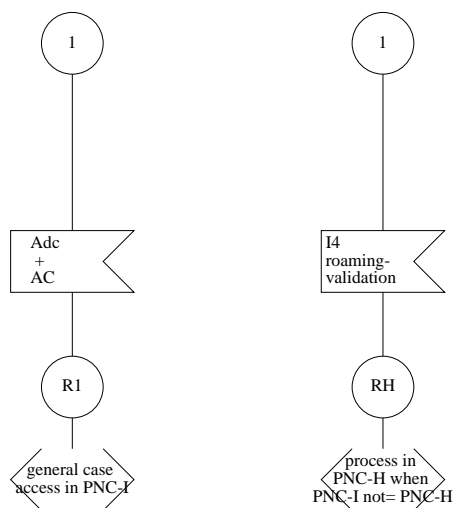 1
Adc
+
AC
R1
general case
access in PNC-I
1
I4
roaming-
validation
RH
process in
PNC-H when
PNC-I not= PNC-H